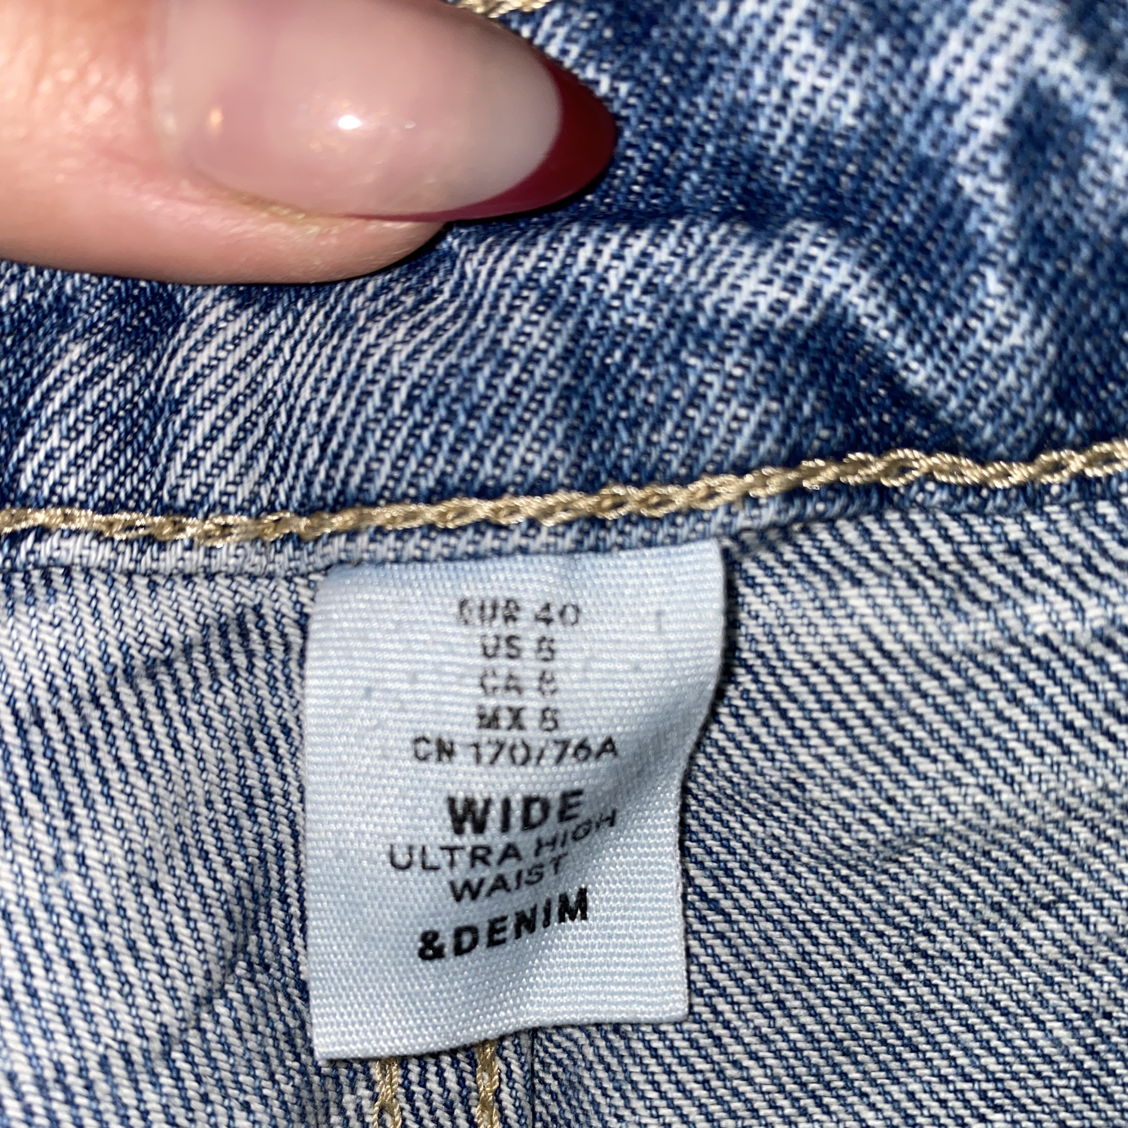 EUR 40
US 8
CA 8
MX 8
CN 170/76A
WIDE
ULTRA HIGH
WAIST
&DENIM